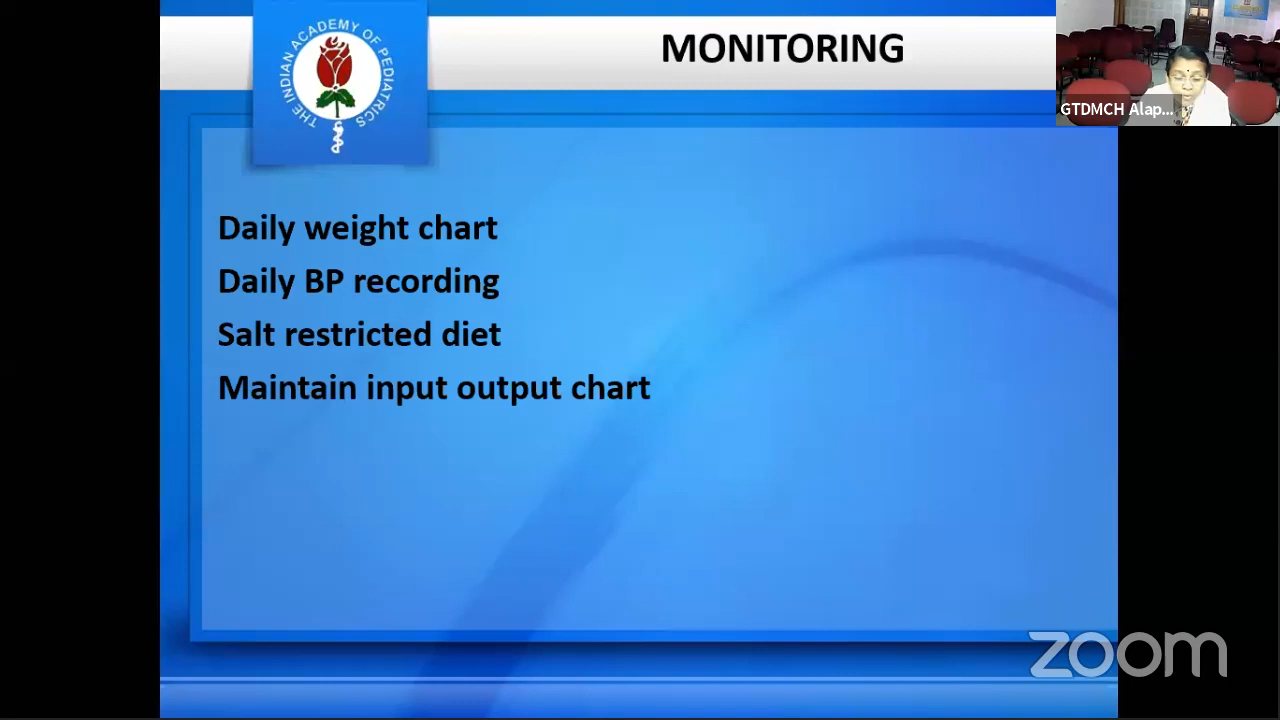 MONITORING
THE INDIAN ACADEMY OF PEDIATRICS
GTDMCH Alap...
Daily weight chart
Daily BP recording
Salt restricted diet
Maintain input output chart
zoom